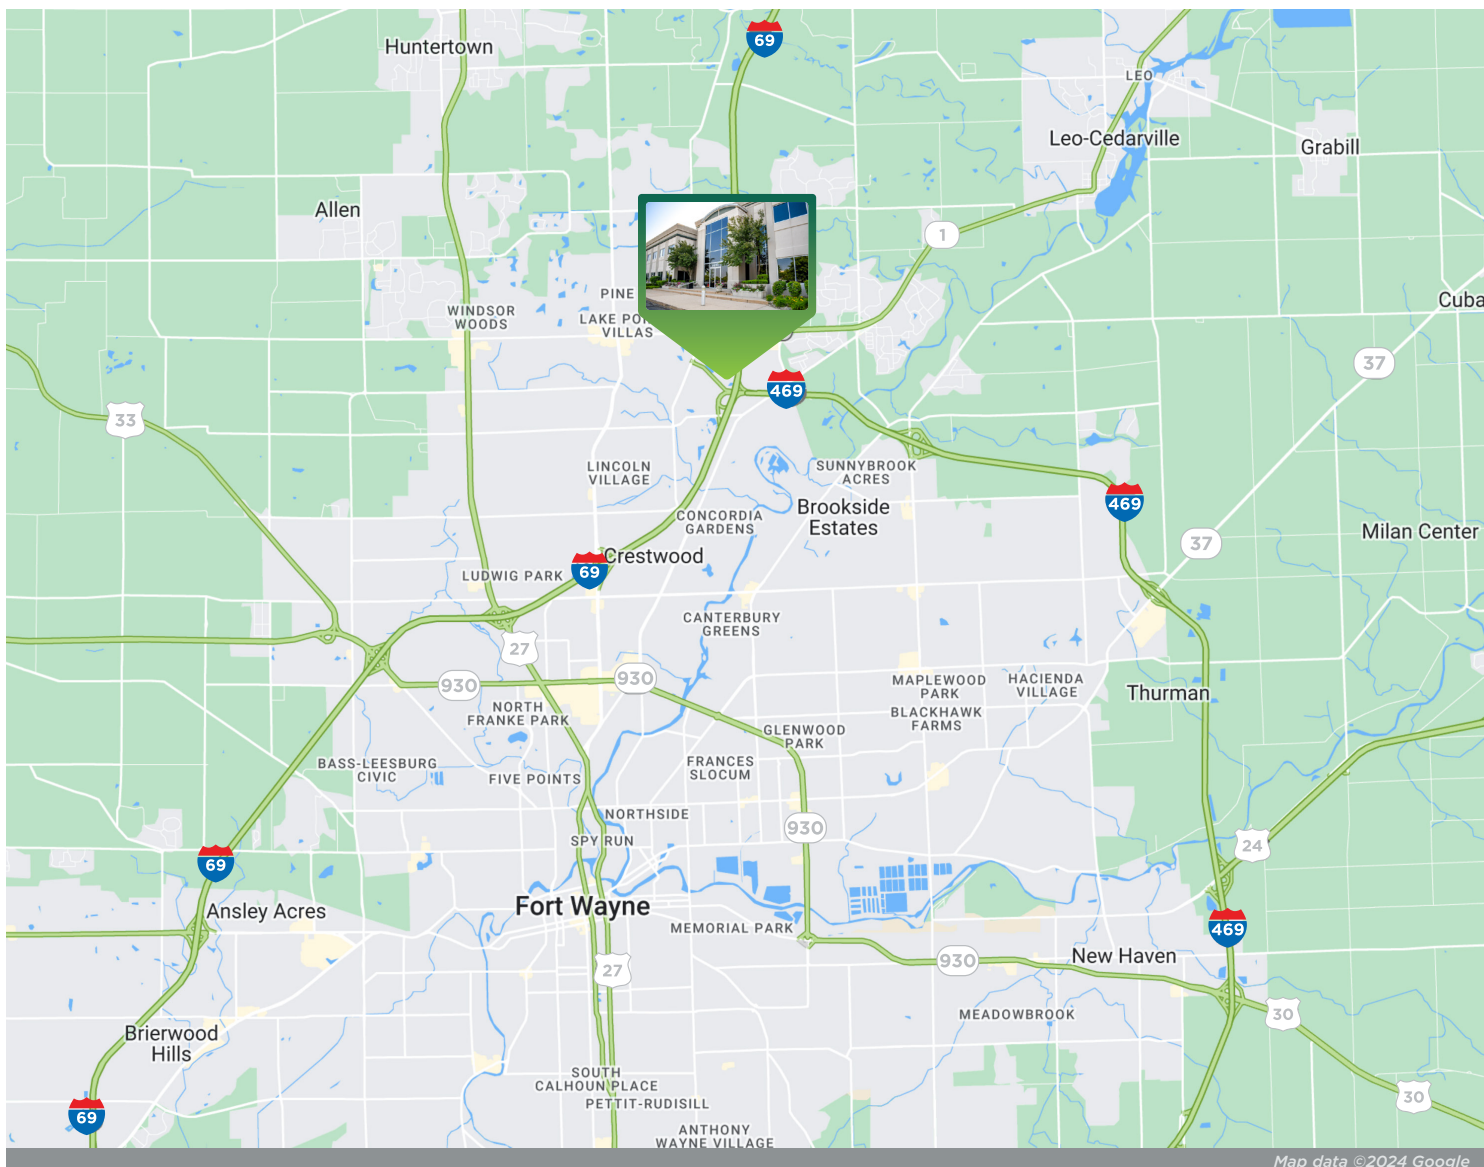 69
Huntertown
LEO
Leo-Cedarville
Grabill
Allen
1
PINE
LAKE
VILLAS
WINDSOR
WOODS
Cuba
37
469
33
LINCOLN
VILLAGE
SUNNYBROOK
ACRES
469
Brookside
Estates
CONCORDIA
GARDENS
Milan Center
37
Crestwood
69
LUDWIG PARK
CANTERBURY
GREENS
27
930
930
MAPLEWOOD
PARK
HACIENDA
VILLAGE
Thurman
NORTH
FRANKE PARK
BLACKHAWK
FARMS
GLENWOOD
PARK
BASS-LEESBURG
CIVIC
FIVE POINTS
FRANCES
SLOCUM
NORTHSIDE
930
SPY RUN
24
69
Fort Wayne
Ansley Acres
MEMORIAL PARK
469
930
New Haven
27
MEADOWBROOK
30
Brierwood
Hills
SOUTH
CALHOUN PLACE
PETTIT-RUDISILL
30
69
ANTHONY
WAYNE VILLAGE
Map data ©2024 Google